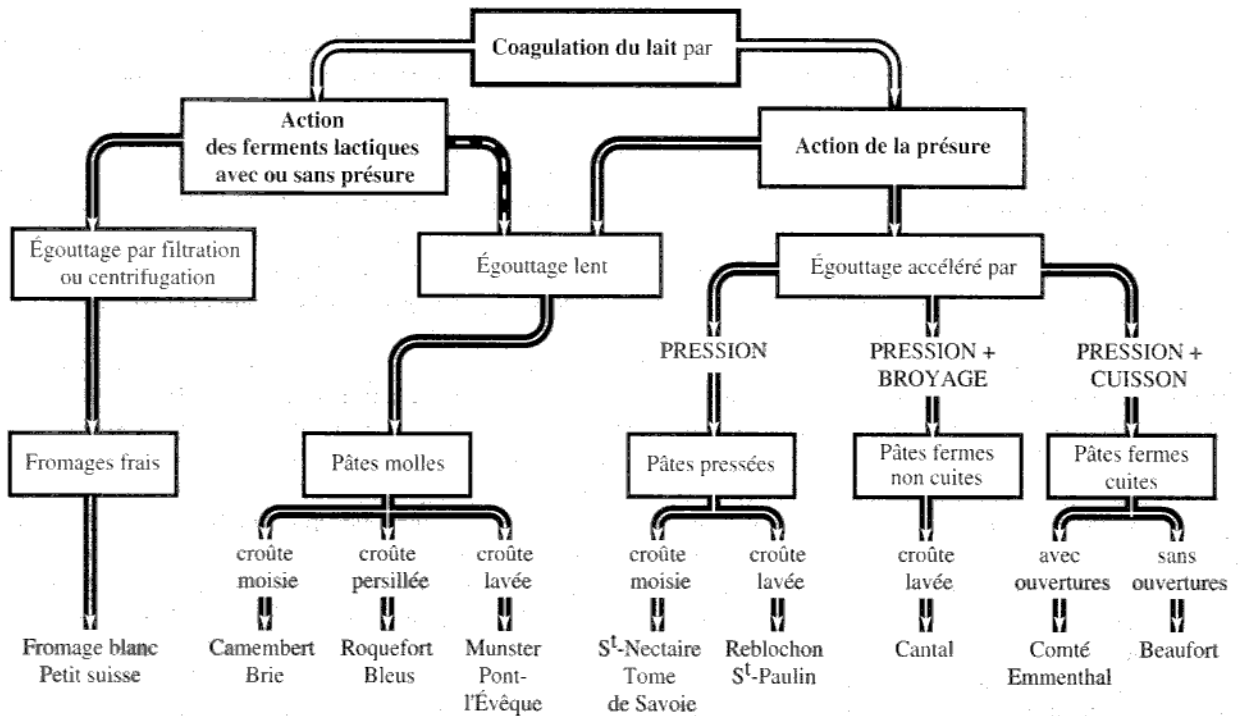 Coagulation du lait par
Action
des ferments lactiques
avec ou sans présure
Action de la présure
Égouttage par filtration
ou centrifugation
Égouttage lent
Égouttage accéléré par
PRESSION
PRESSION +
BROYAGE
PRESSION +
CUISSON
Fromages frais
Pâtes molles
Pâtes pressées
Pâtes fermes
non cuites
Pâtes fermes
cuites
croûte
moisie
croûte
persillée
croûte
lavée
croûte
moisie
croûte
lavée
croûte
lavée
avec
ouvertures
sans
ouvertures
Fromage blanc
Petit suisse
Camembert
Brie
Roquefort
Bleus
Munster
Pont-
l'Évêque
St-Nectaire
Tome
de Savoie
Reblochon
St-Paulin
Cantal
Comté
Emmenthal
Beaufort